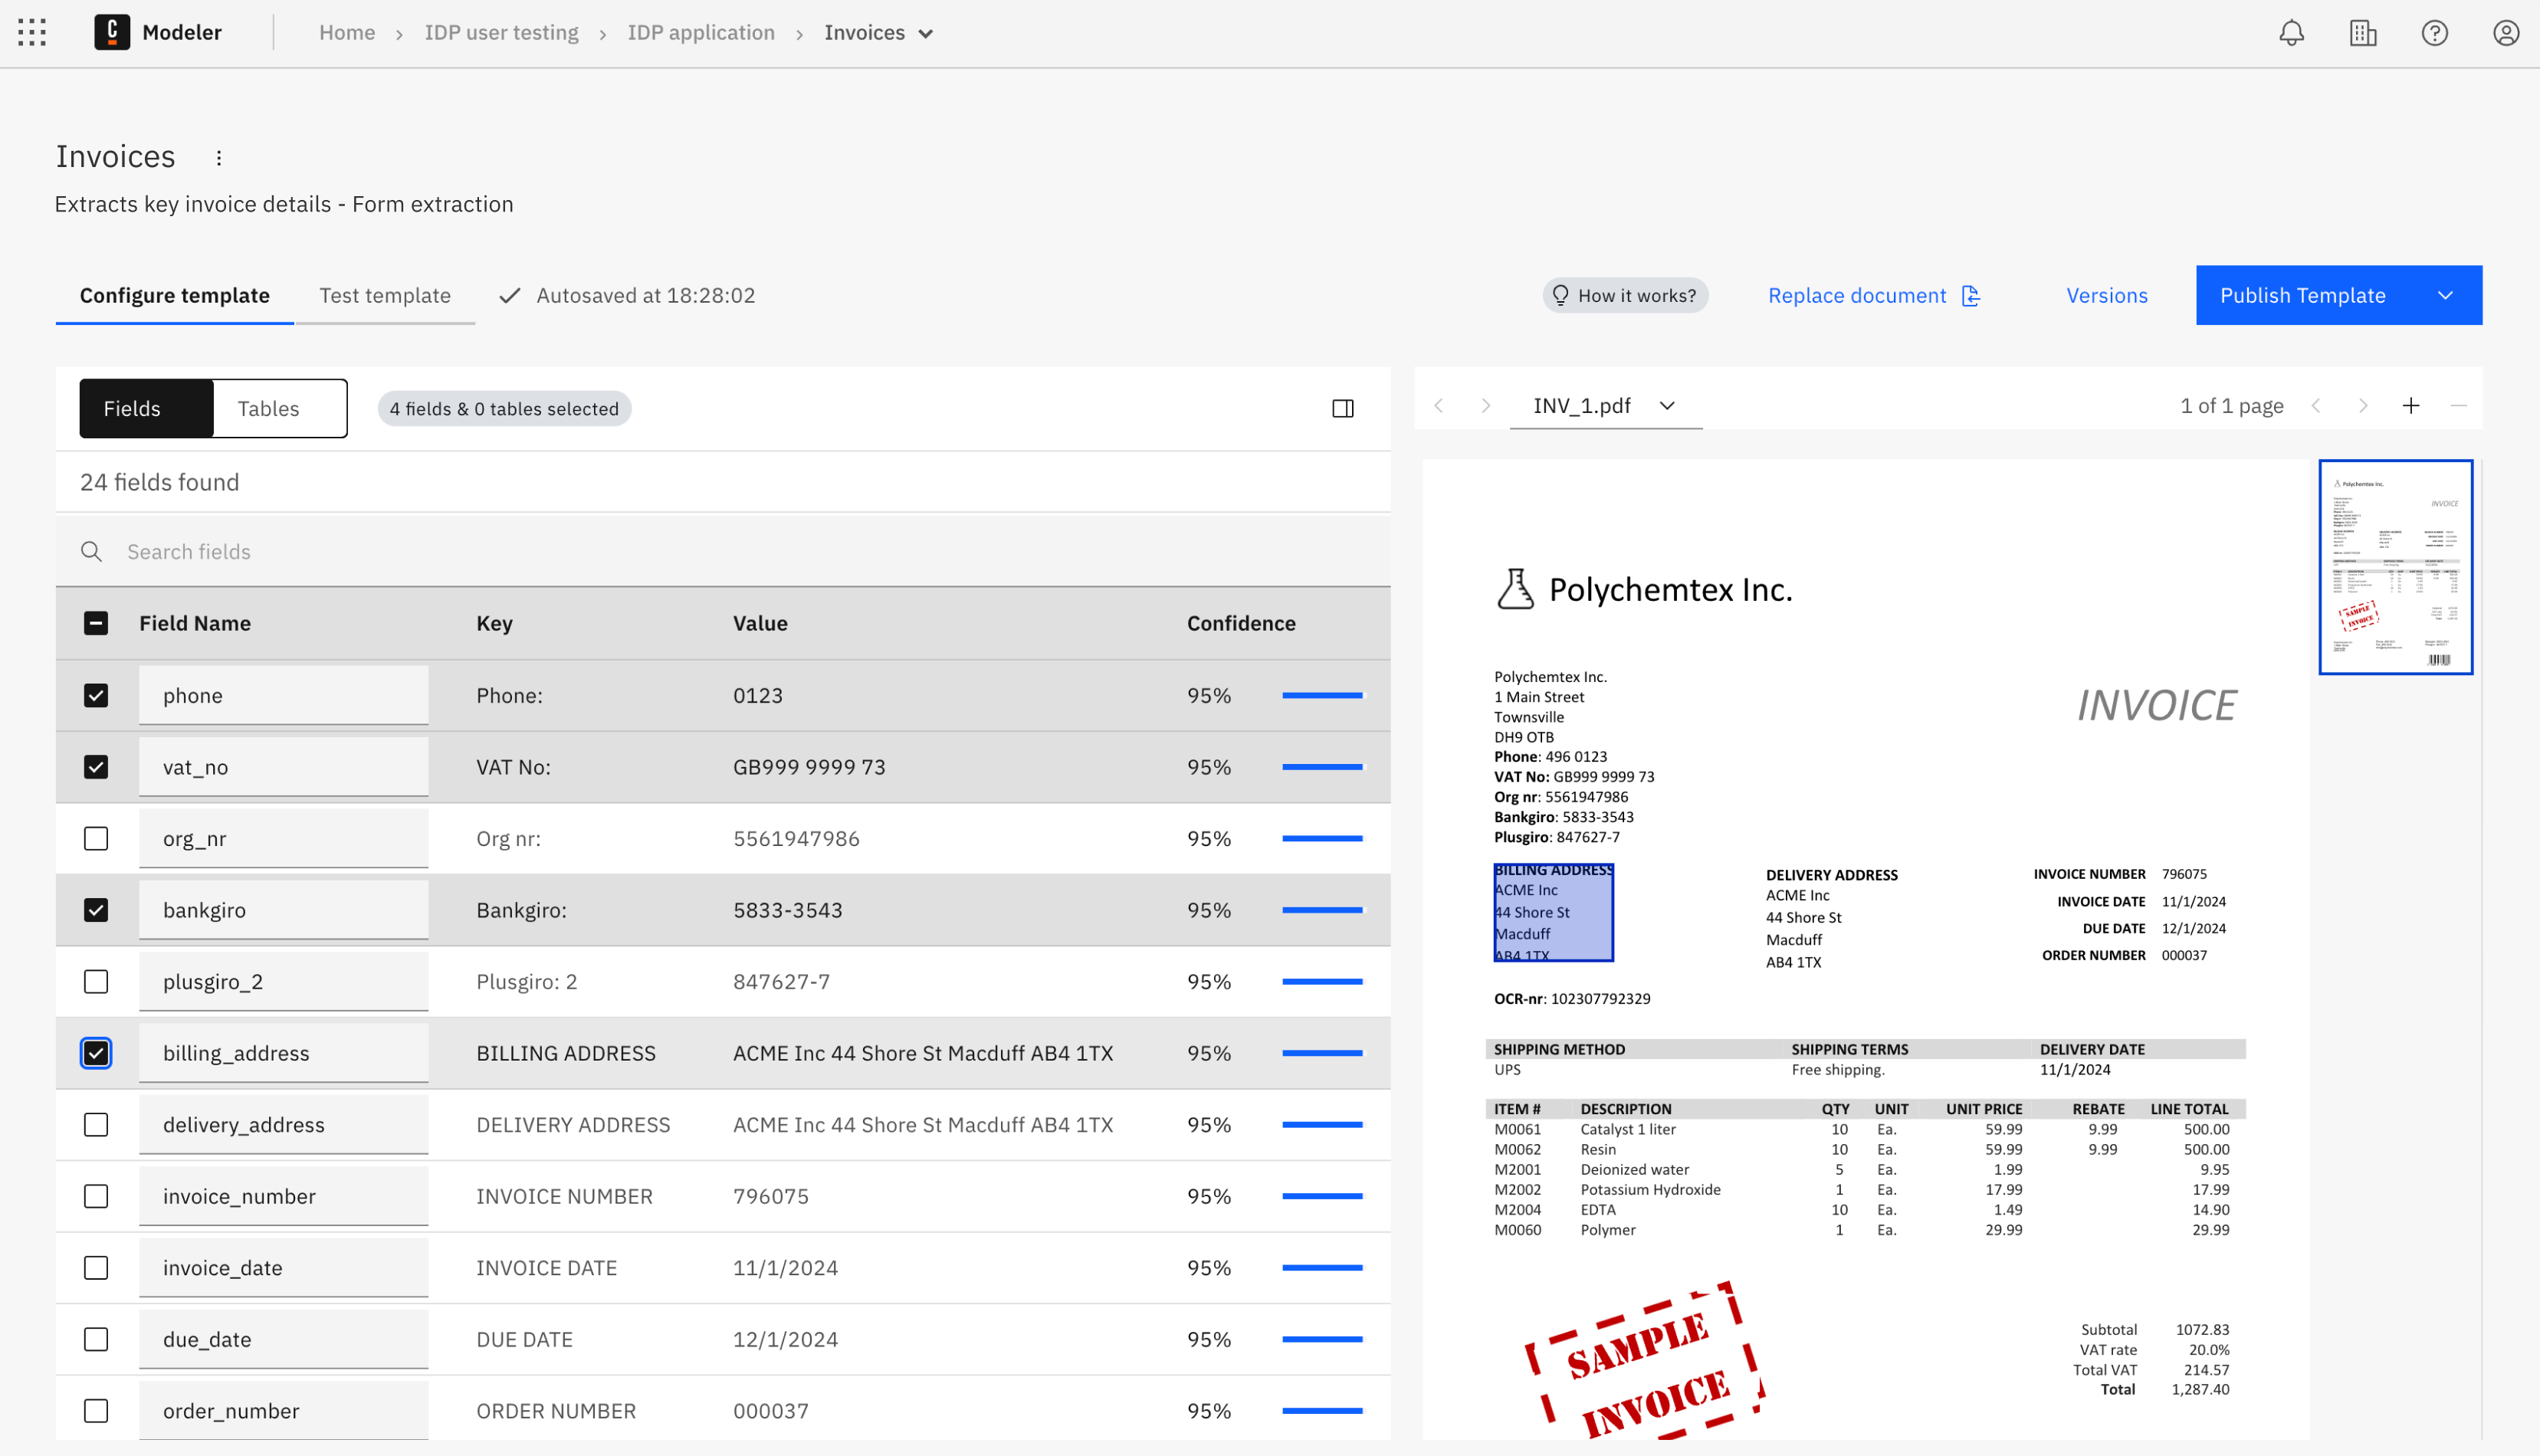 Modeler Home > IDP user testing > IDP application > Invoices
Invoices
Extracts key invoice details - Form extraction
Configure template Test template Autosaved at 18:28:02 How it works? Replace document Versions Publish Template
Fields Tables 4 fields & 0 tables selected
24 fields found
Search fields
Field Name Key Value Confidence
phone Phone: 0123 95%
vat_no VAT No: GB999 9999 73 95%
org_nr Org nr: 5561947986 95%
bankgiro Bankgiro: 5833-3543 95%
plusgiro_2 Plusgiro: 2 847627-7 95%
billing_address BILLING ADDRESS ACME Inc 44 Shore St Macduff AB4 1TX 95%
delivery_address DELIVERY ADDRESS ACME Inc 44 Shore St Macduff AB4 1TX 95%
invoice_number INVOICE NUMBER 796075 95%
invoice_date INVOICE DATE 11/1/2024 95%
due_date DUE DATE 12/1/2024 95%
order_number ORDER NUMBER 000037 95%
INV_1.pdf 1 of 1 page
Polychemtex Inc.
INVOICE
Polychemtex Inc.
1 Main Street
Townsville
DH9 OTB
Phone: 496 0123
VAT No: GB999 9999 73
Org nr: 5561947986
Bankgiro: 5833-3543
Plusgiro: 847627-7
BILLING ADDRESS
ACME Inc
44 Shore St
Macduff
AB4 1TX
DELIVERY ADDRESS
ACME Inc
44 Shore St
Macduff
AB4 1TX
INVOICE NUMBER 796075
INVOICE DATE 11/1/2024
DUE DATE 12/1/2024
ORDER NUMBER 000037
OCR-nr: 102307792329
SHIPPING METHOD SHIPPING TERMS DELIVERY DATE
UPS Free shipping. 11/1/2024
ITEM # DESCRIPTION QTY UNIT UNIT PRICE REBATE LINE TOTAL
M0061 Catalyst 1 liter 10 Ea. 59.99 9.99 500.00
M0062 Resin 10 Ea. 59.99 9.99 500.00
M2001 Deionized water 5 Ea. 1.99 9.95
M2002 Potassium Hydroxide 1 Ea. 17.99 17.99
M2004 EDTA 10 Ea. 1.49 14.90
M0060 Polymer 1 Ea. 29.99 29.99
SAMPLE
INVOICE
Subtotal 1072.83
VAT rate 20.0%
Total VAT 214.57
Total 1,287.40
Polychemtex Inc.
INVOICE
SAMPLE
INVOICE